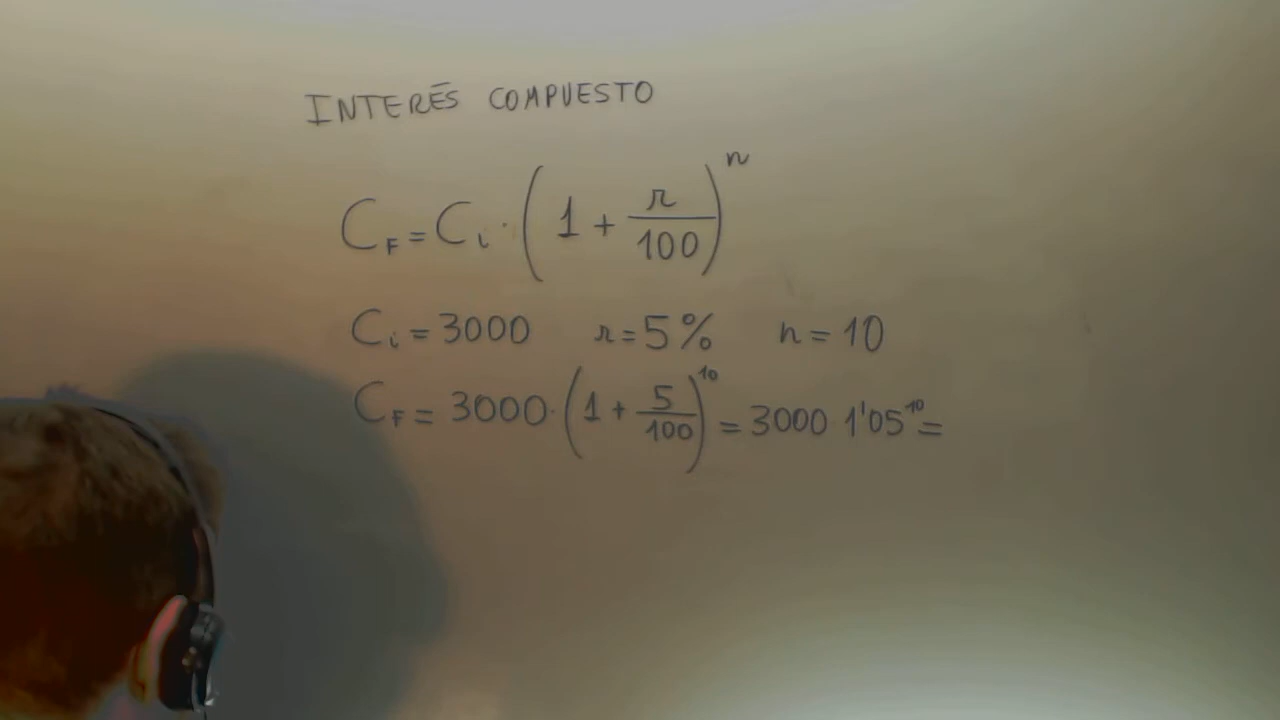 INTERÉS COMPUESTO
C_F = C_i · (1 + r/100)^n
C_i = 3000 r = 5% n = 10
C_F = 3000 · (1 + 5/100)^10 = 3000 1'05^10 =